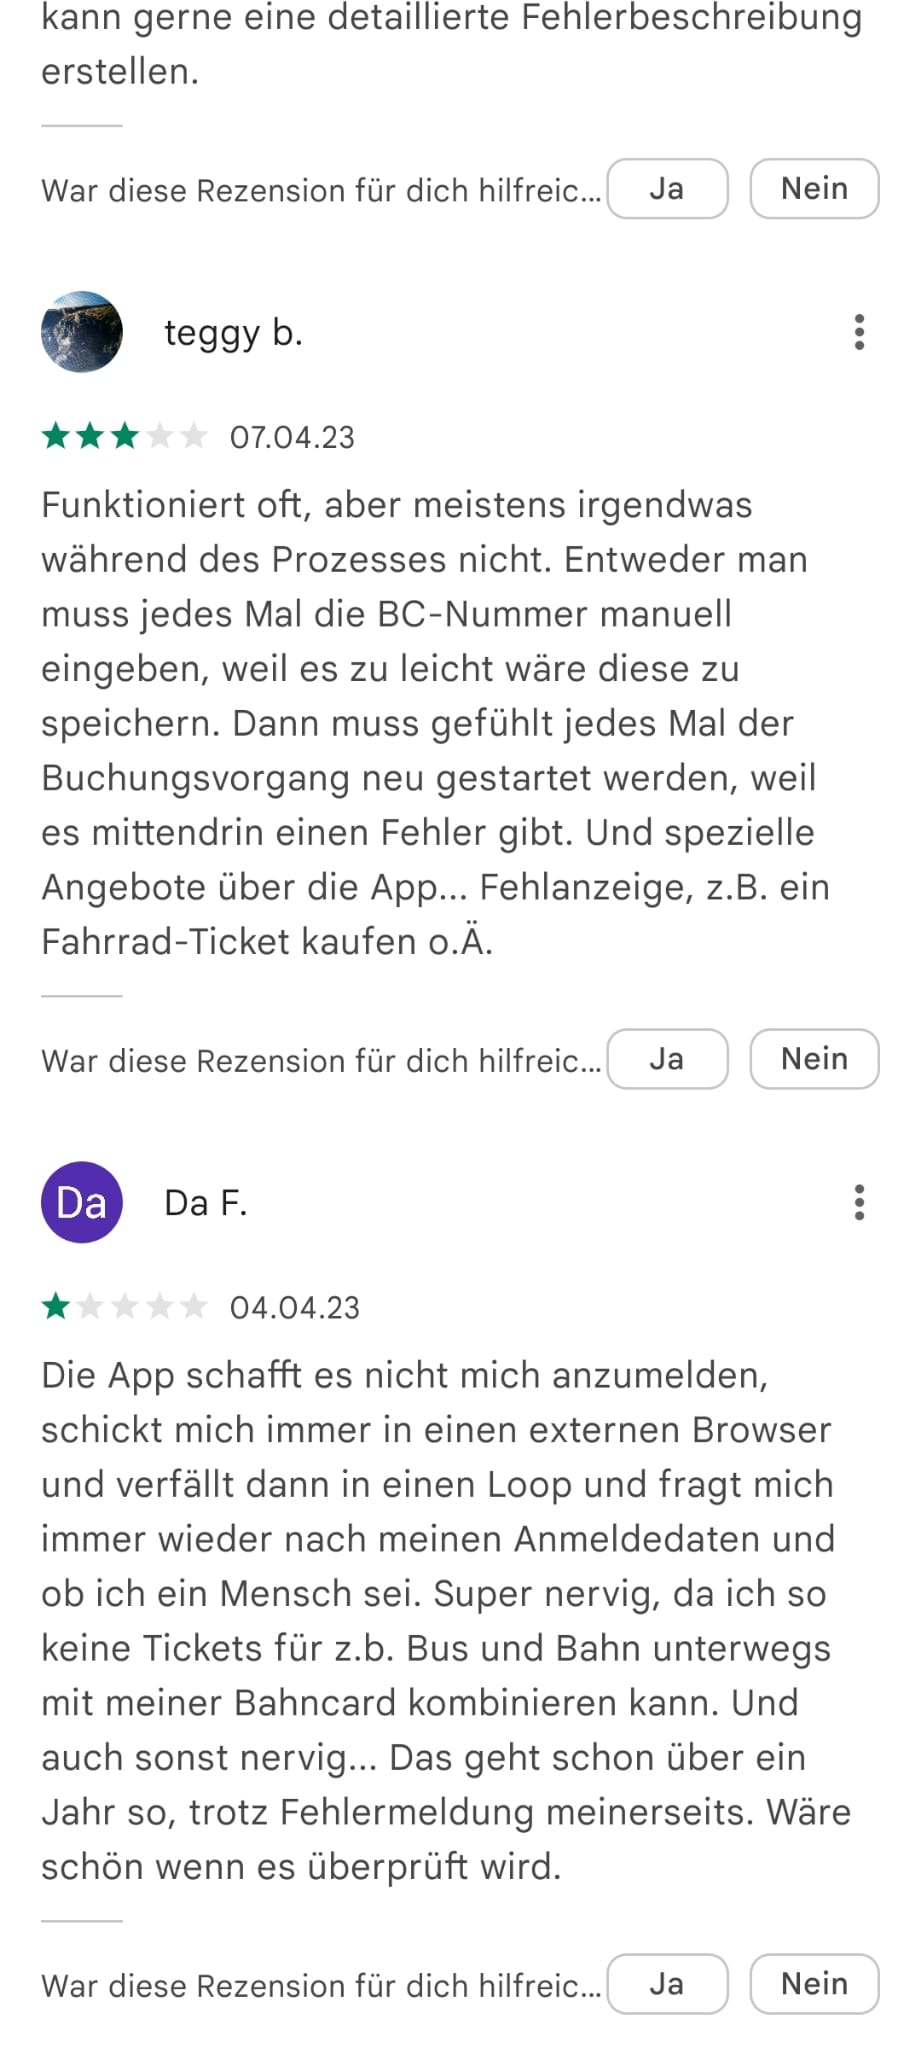 kann gerne eine detaillierte Fehlerbeschreibung
erstellen.
War diese Rezension für dich hilfreic... Ja Nein
teggy b.
07.04.23
Funktioniert oft, aber meistens irgendwas
während des Prozesses nicht. Entweder man
muss jedes Mal die BC-Nummer manuell
eingeben, weil es zu leicht wäre diese zu
speichern. Dann muss gefühlt jedes Mal der
Buchungsvorgang neu gestartet werden, weil
es mittendrin einen Fehler gibt. Und spezielle
Angebote über die App... Fehlanzeige, z.B. ein
Fahrrad-Ticket kaufen o.Ä.
War diese Rezension für dich hilfreic... Ja Nein
Da Da F.
04.04.23
Die App schafft es nicht mich anzumelden,
schickt mich immer in einen externen Browser
und verfällt dann in einen Loop und fragt mich
immer wieder nach meinen Anmeldedaten und
ob ich ein Mensch sei. Super nervig, da ich so
keine Tickets für z.b. Bus und Bahn unterwegs
mit meiner Bahncard kombinieren kann. Und
auch sonst nervig... Das geht schon über ein
Jahr so, trotz Fehlermeldung meinerseits. Wäre
schön wenn es überprüft wird.
War diese Rezension für dich hilfreic... Ja Nein